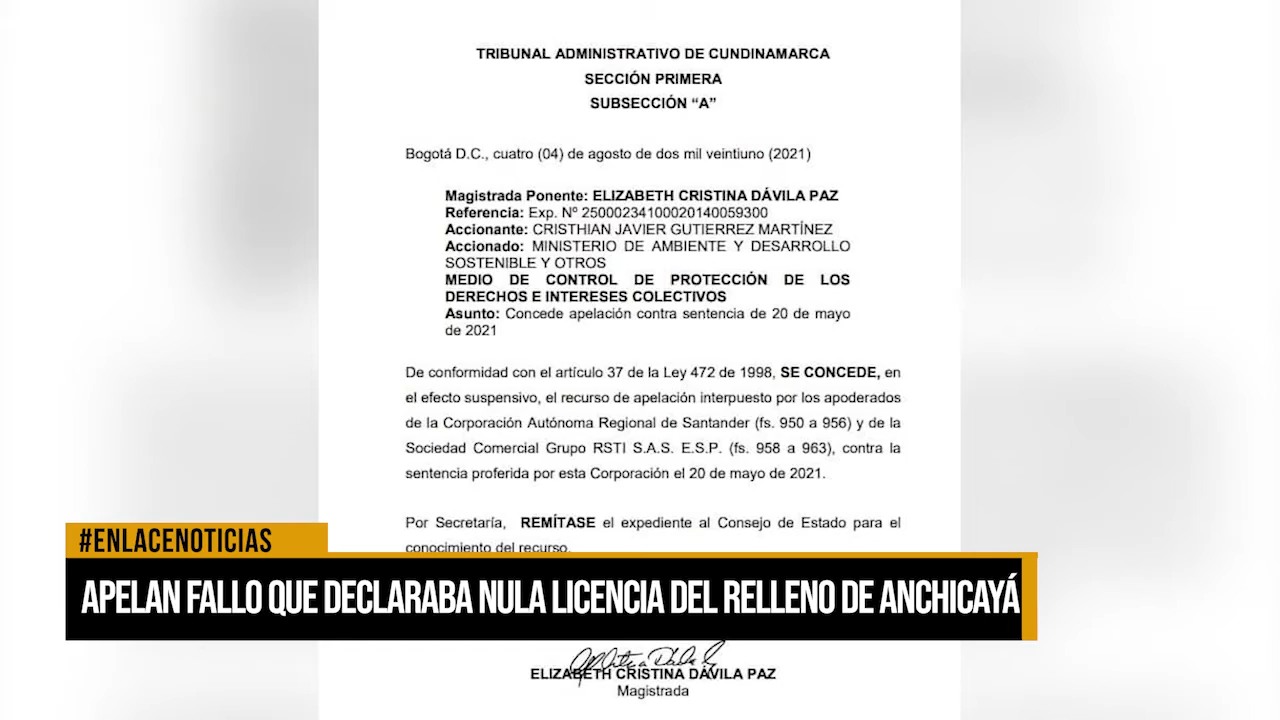 TRIBUNAL ADMINISTRATIVO DE CUNDINAMARCA
SECCIÓN PRIMERA
SUBSECCIÓN “A”
Bogotá D.C., cuatro (04) de agosto de dos mil veintiuno (2021)
Magistrada Ponente: ELIZABETH CRISTINA DÁVILA PAZ
Referencia: Exp. Nº 25000234100020140059300
Accionante: CRISTHIAN JAVIER GUTIERREZ MARTÍNEZ
Accionado: MINISTERIO DE AMBIENTE Y DESARROLLO
SOSTENIBLE Y OTROS
MEDIO DE CONTROL DE PROTECCIÓN DE LOS
DERECHOS E INTERESES COLECTIVOS
Asunto: Concede apelación contra sentencia de 20 de mayo
de 2021
De conformidad con el artículo 37 de la Ley 472 de 1998, SE CONCEDE, en
el efecto suspensivo, el recurso de apelación interpuesto por los apoderados
de la Corporación Autónoma Regional de Santander (fs. 950 a 956) y de la
Sociedad Comercial Grupo RSTI S.A.S. E.S.P. (fs. 958 a 963), contra la
sentencia proferida por esta Corporación el 20 de mayo de 2021.
Por Secretaría, REMÍTASE el expediente al Consejo de Estado para el
conocimiento del recurso.
#ENLACENOTICIAS
APELAN FALLO QUE DECLARABA NULA LICENCIA DEL RELLENO DE ANCHICAYÁ
ELIZABETH CRISTINA DÁVILA PAZ
Magistrada